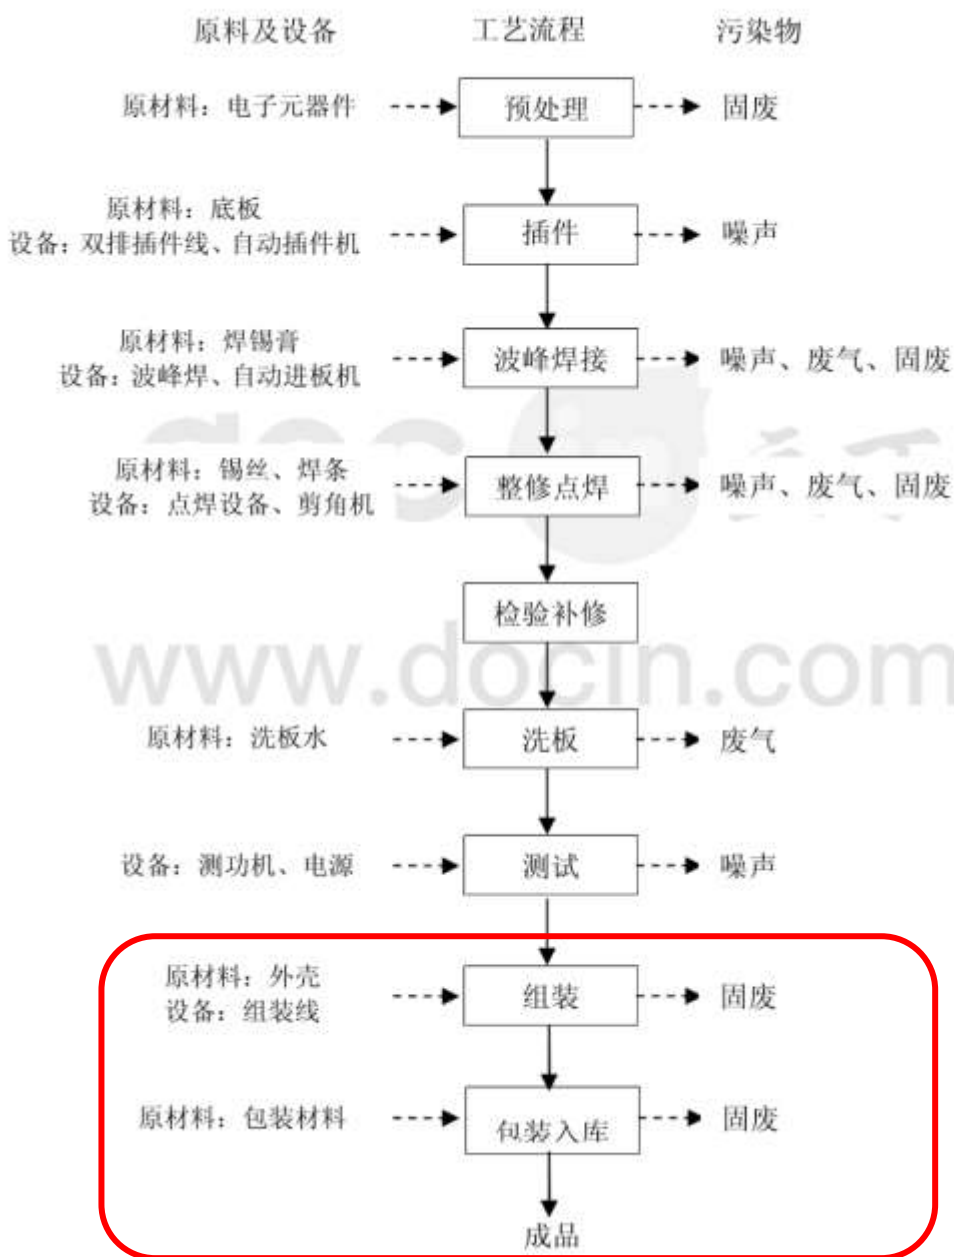 原料及设备 工艺流程 污染物
原材料：电子元器件 预处理 固废
原材料：底板
设备：双排插件线、自动插件机 插件 噪声
原材料：焊锡膏
设备：波峰焊、自动进板机 波峰焊接 噪声、废气、固废
原材料：锡丝、焊条
设备：点焊设备、剪角机 整修点焊 噪声、废气、固废
检验补修
www.docin.com
原材料：洗板水 洗板 废气
设备：测功机、电源 测试 噪声
原材料：外壳
设备：组装线 组装 固废
原材料：包装材料 包装入库 固废
成品